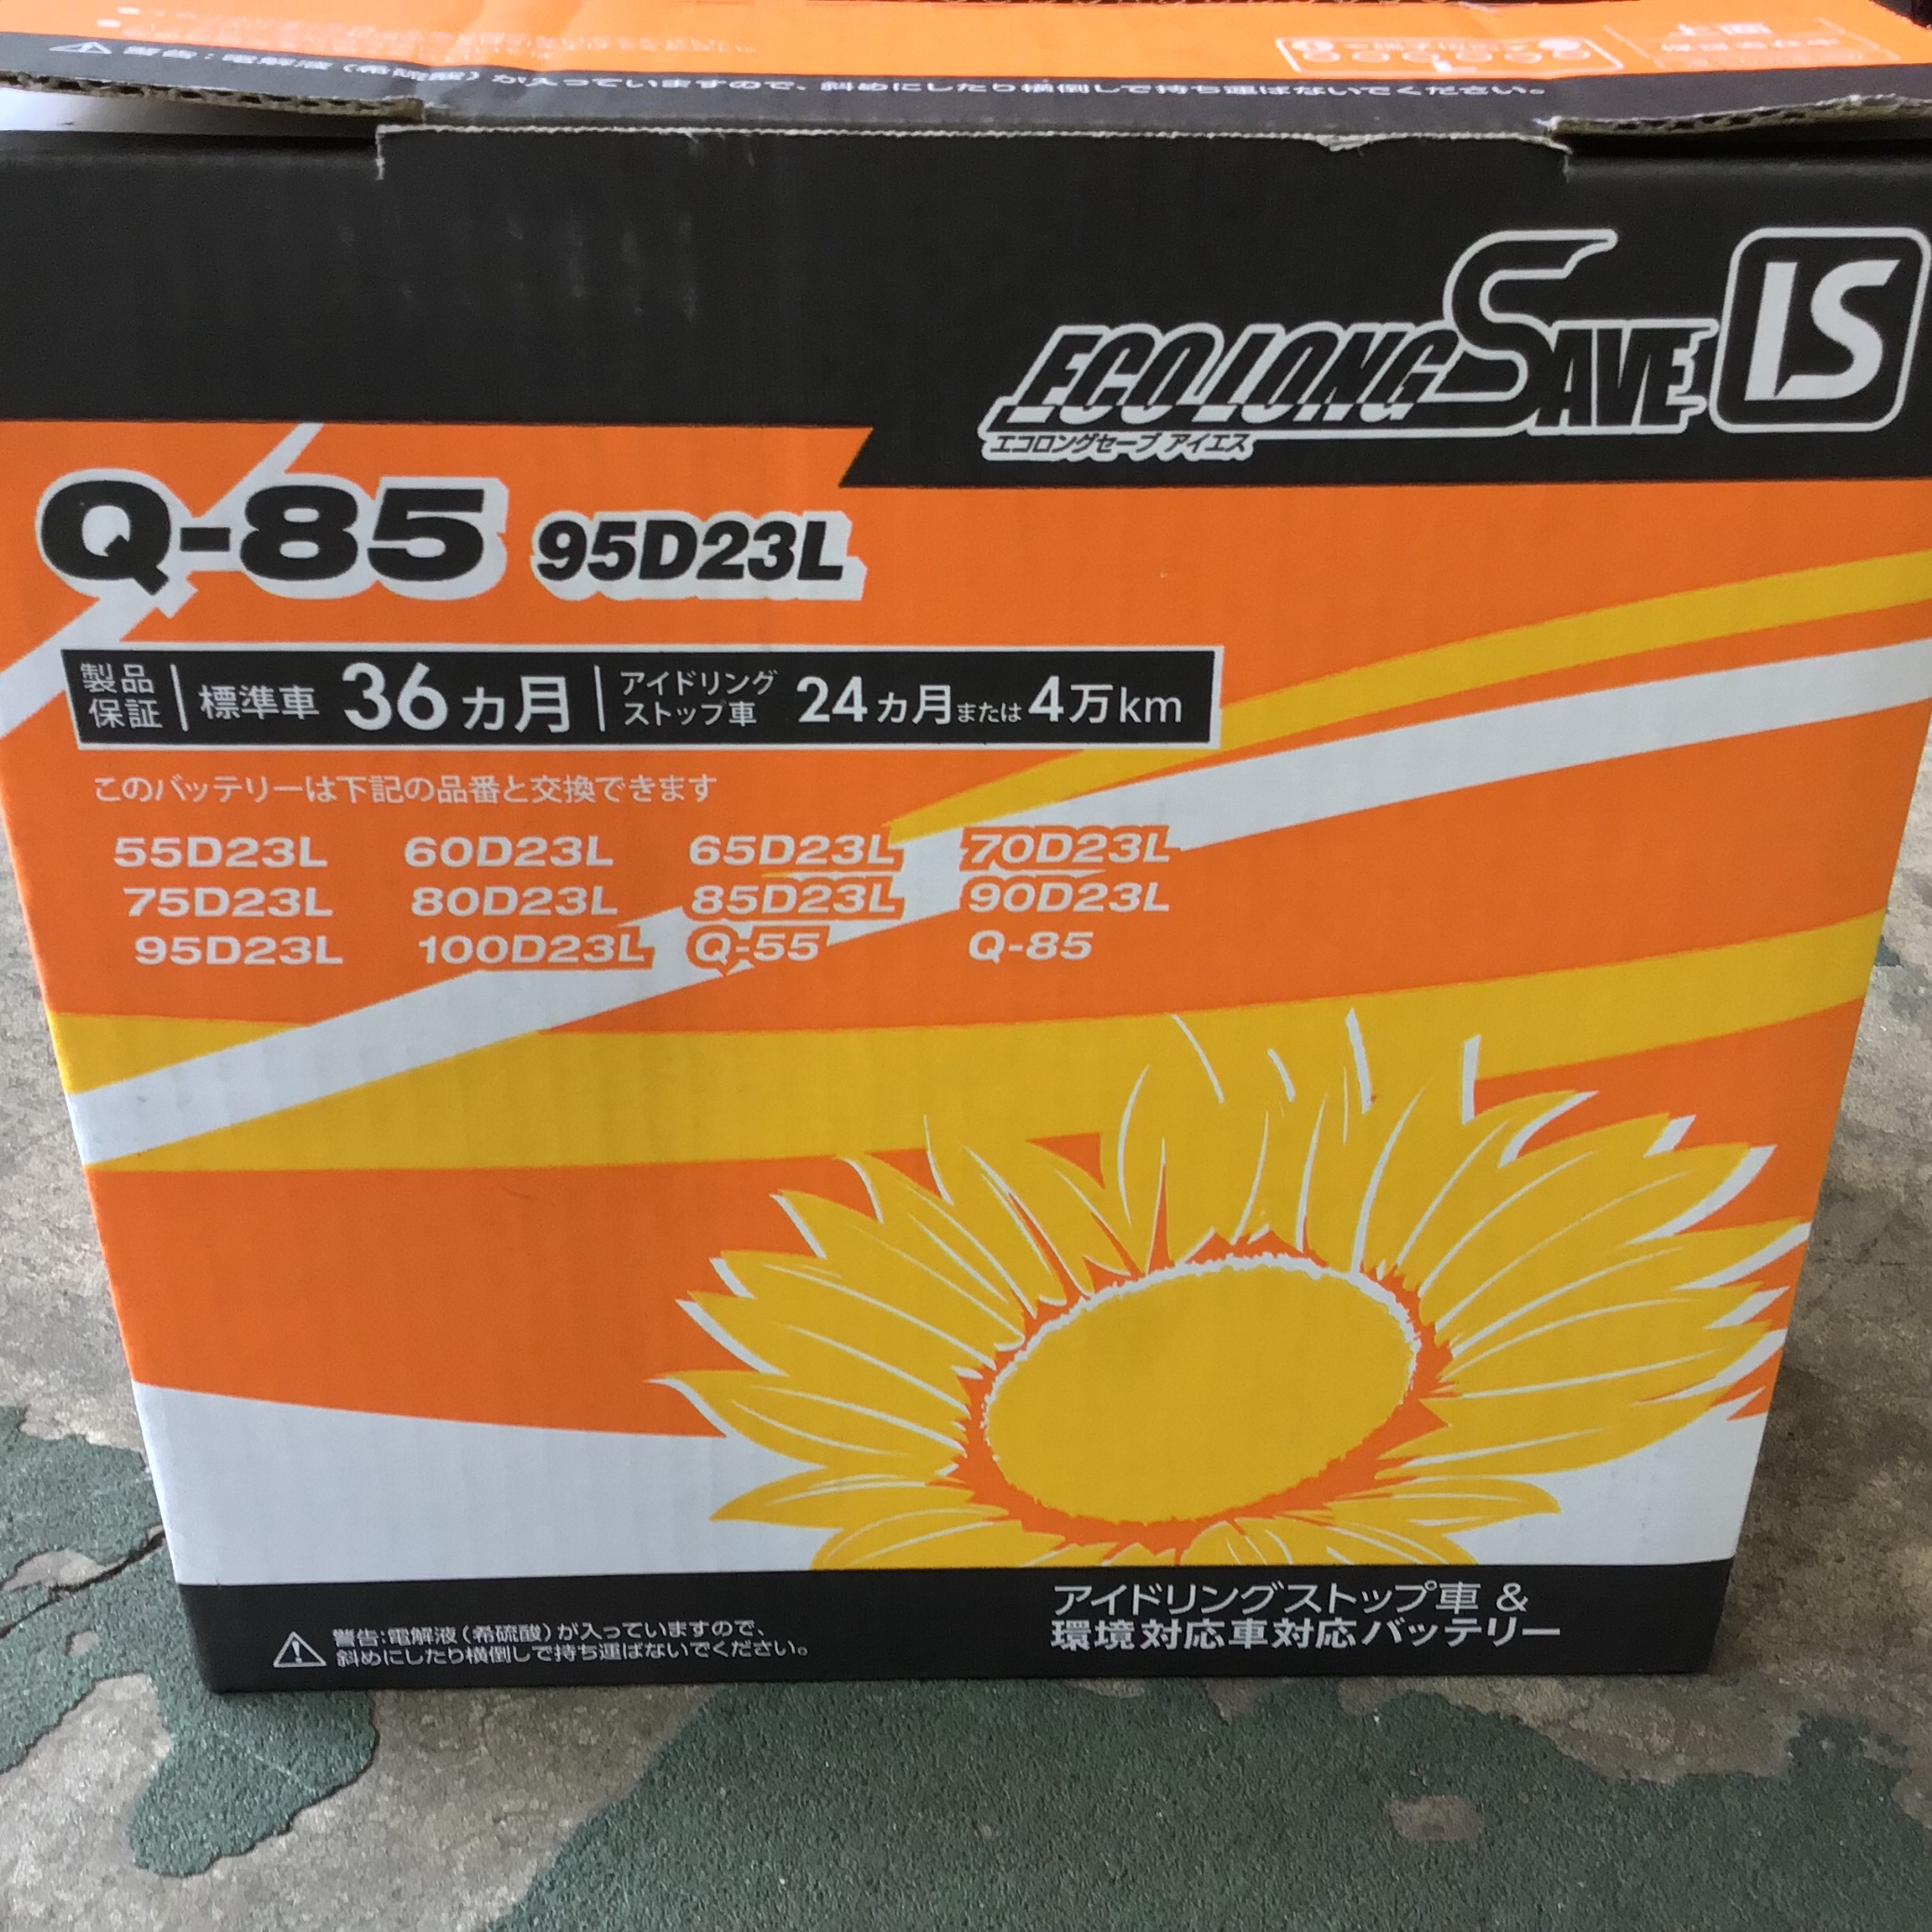 警告：電解液（希硫酸）が入っていますので、斜めにしたり横倒しで持ち運ばないでください。
ECO LONG SAVE IS
エコロングセーブ アイエス
Q-85 95D23L
製品保証 標準車 36ヵ月 アイドリングストップ車 24ヵ月または4万km
このバッテリーは下記の品番と交換できます
55D23L 60D23L 65D23L 70D23L
75D23L 80D23L 85D23L 90D23L
95D23L 100D23L Q-55 Q-85
アイドリングストップ車 &
環境対応車対応バッテリー
警告:電解液(希硫酸)が入っていますので、
斜めにしたり横倒しで持ち運ばないでください。